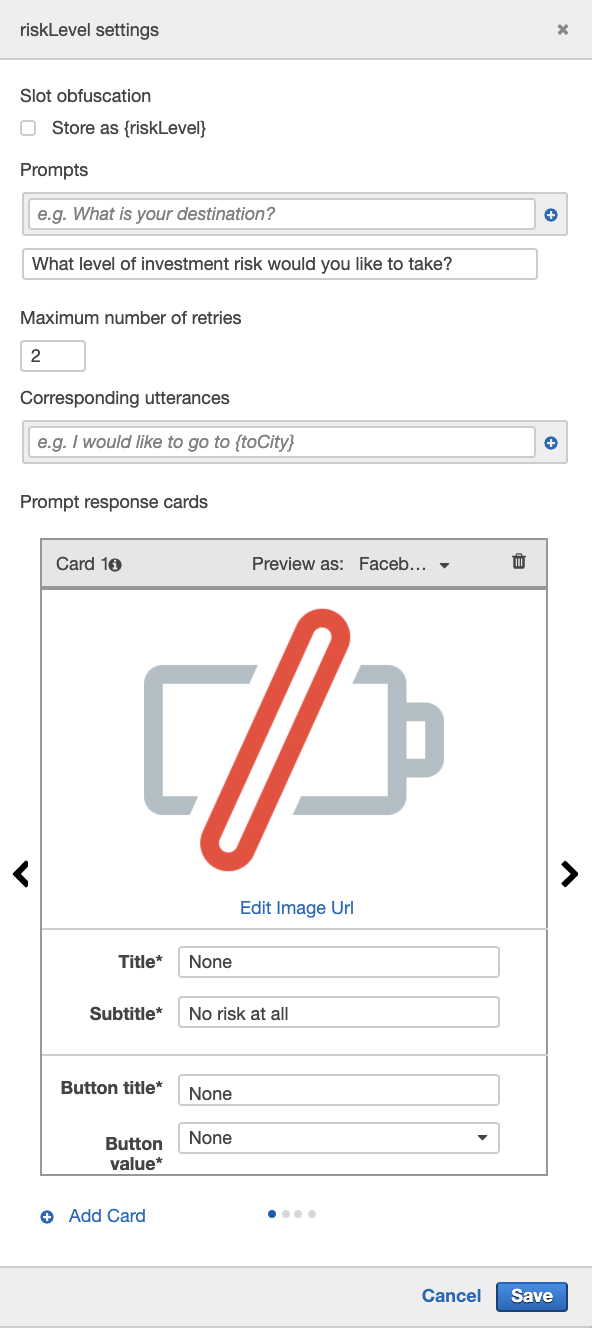 riskLevel settings
Slot obfuscation
Store as {riskLevel}
Prompts
e.g. What is your destination?
What level of investment risk would you like to take?
Maximum number of retries
2
Corresponding utterances
e.g. I would like to go to {toCity}
Prompt response cards
Card 1 Preview as: Faceb...
Edit Image Url
Title* None
Subtitle* No risk at all
Button title* None
Button value* None
Add Card
Cancel Save